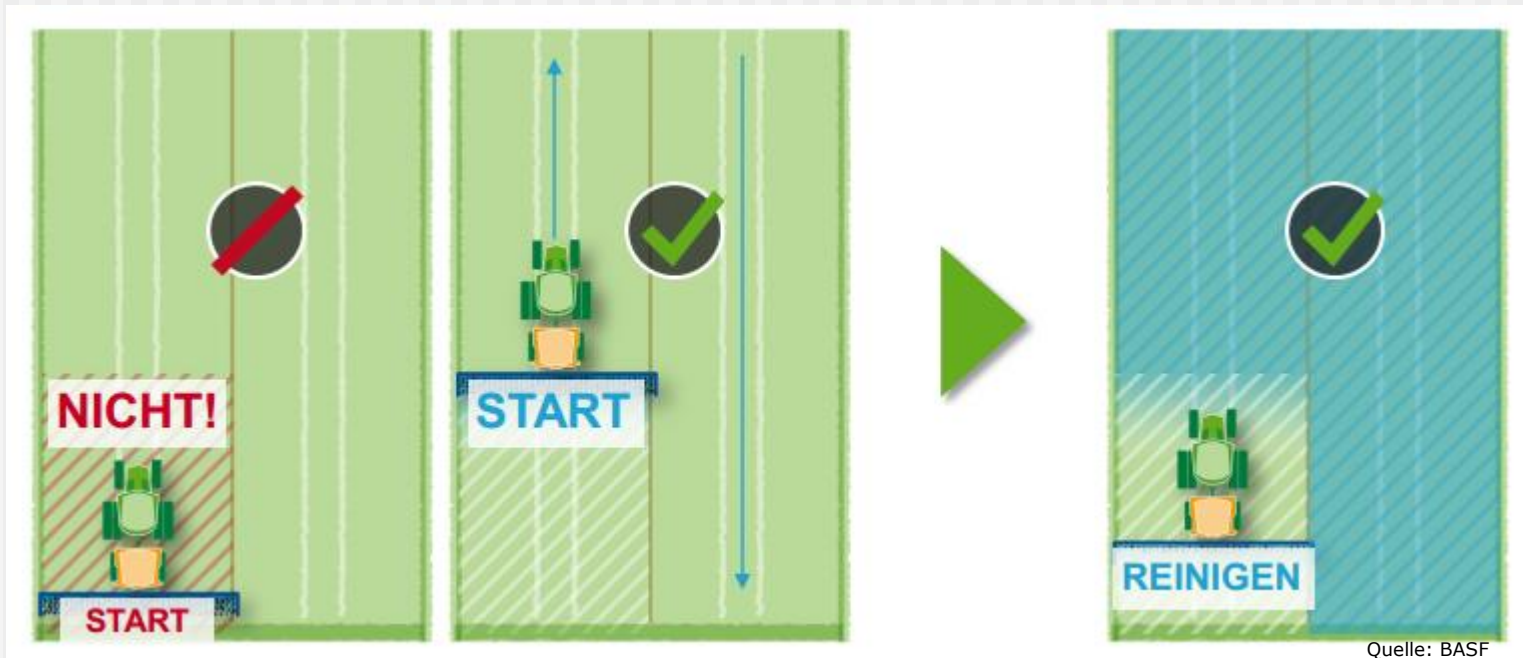 NICHT!
START
START
REINIGEN
Quelle: BASF